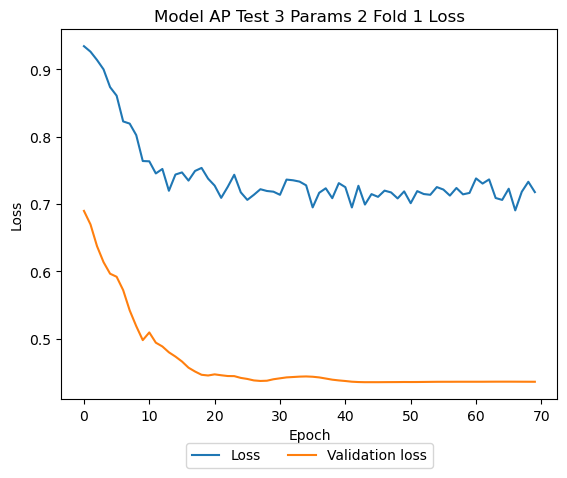 Model AP Test 3 Params 2 Fold 1 Loss
0.9
0.8
0.7
0.6
0.5
Loss
0 10 20 30 40 50 60 70
Epoch
Loss Validation loss